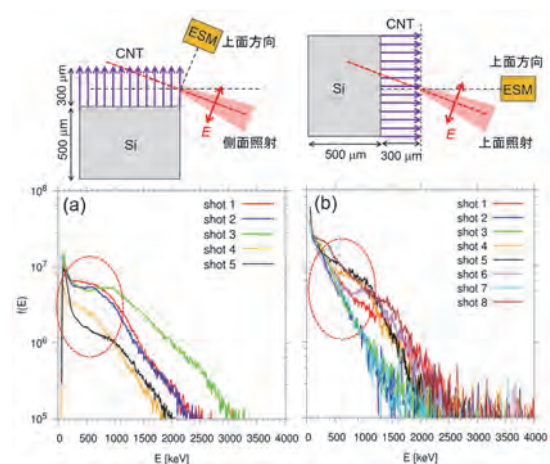 CNT
ESM
上面方向
300 μm
Si
500 μm
E
側面照射
CNT
上面方向
Si
ESM
E
上面照射
500 μm
300 μm
(a)
shot 1
shot 2
shot 3
shot 4
shot 5
10⁸
10⁷
10⁶
10⁵
f(E)
0 500 1000 1500 2000 2500 3000 3500 4000
E [keV]
(b)
shot 1
shot 2
shot 3
shot 4
shot 5
shot 6
shot 7
shot 8
0 500 1000 1500 2000 2500 3000 3500 4000
E [keV]